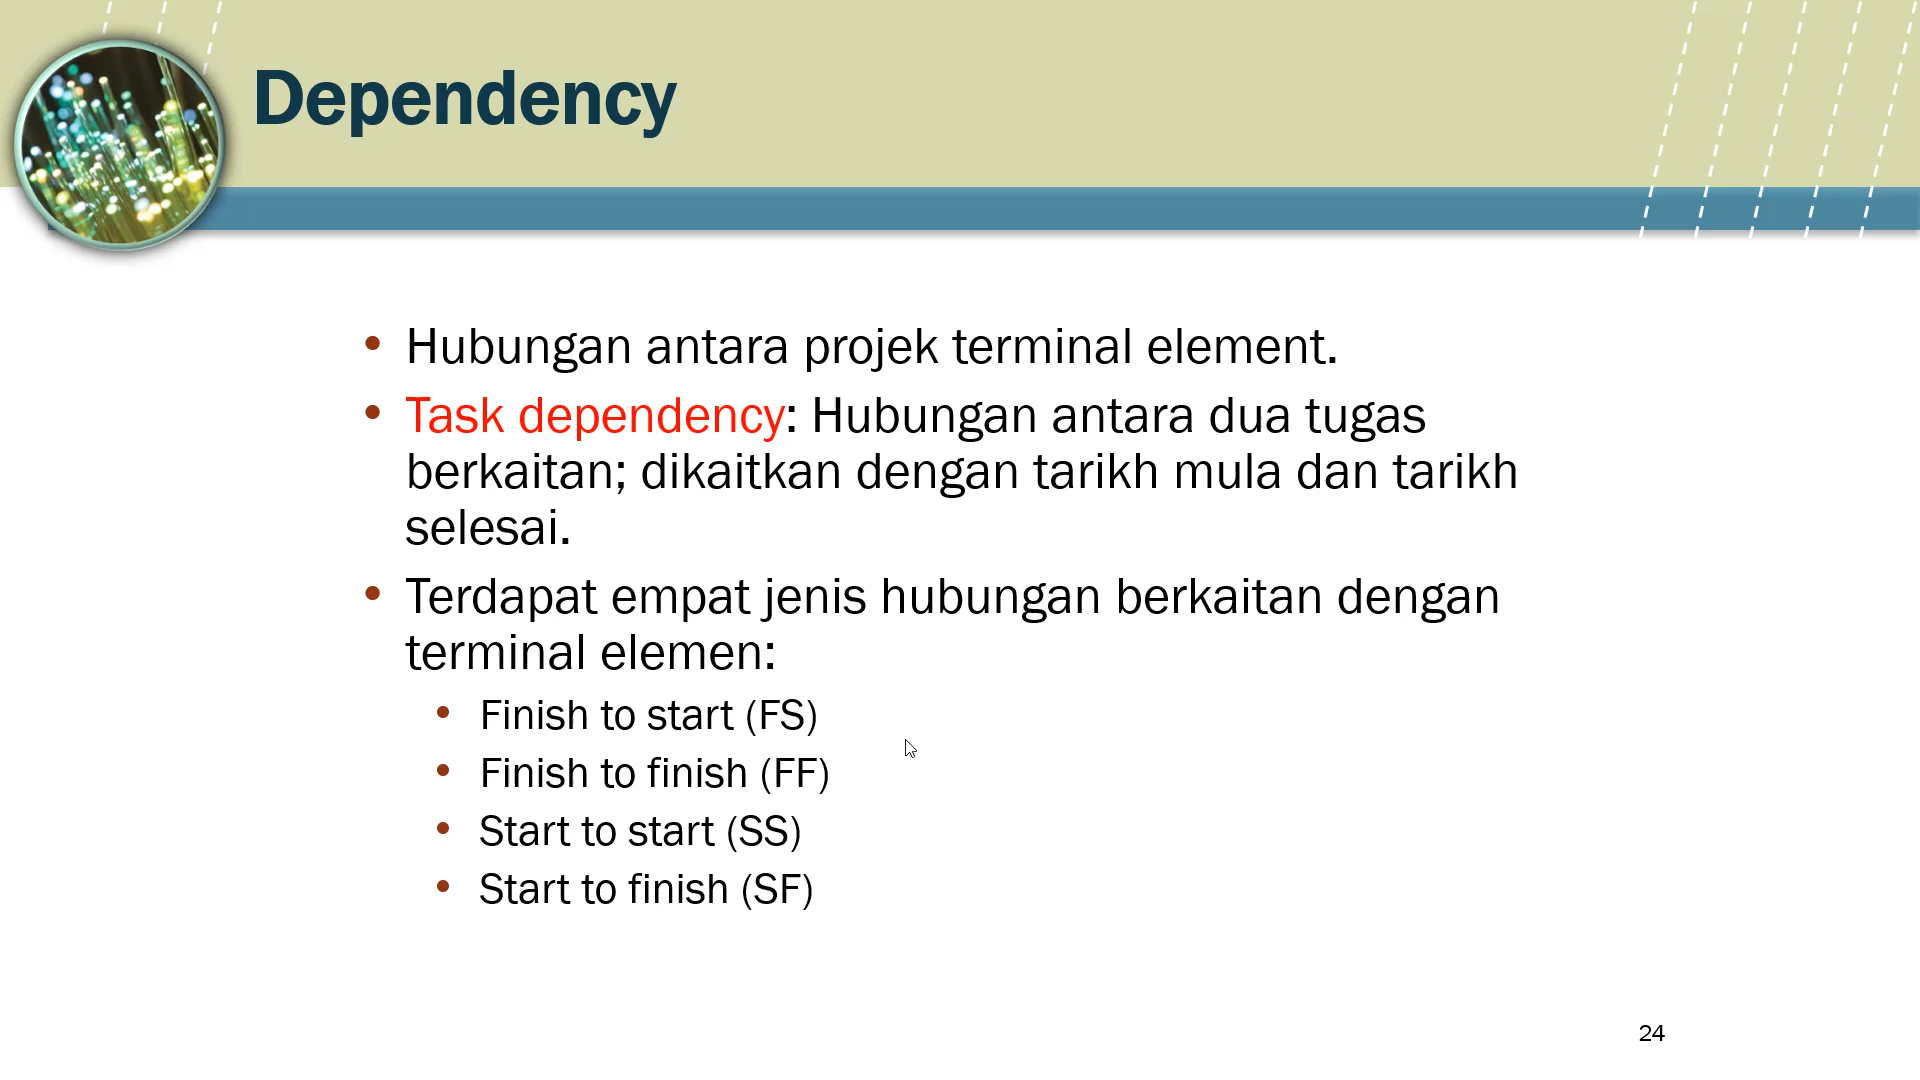 Dependency
• Hubungan antara projek terminal element.
• Task dependency: Hubungan antara dua tugas
berkaitan; dikaitkan dengan tarikh mula dan tarikh
selesai.
• Terdapat empat jenis hubungan berkaitan dengan
terminal elemen:
• Finish to start (FS)
• Finish to finish (FF)
• Start to start (SS)
• Start to finish (SF)
24